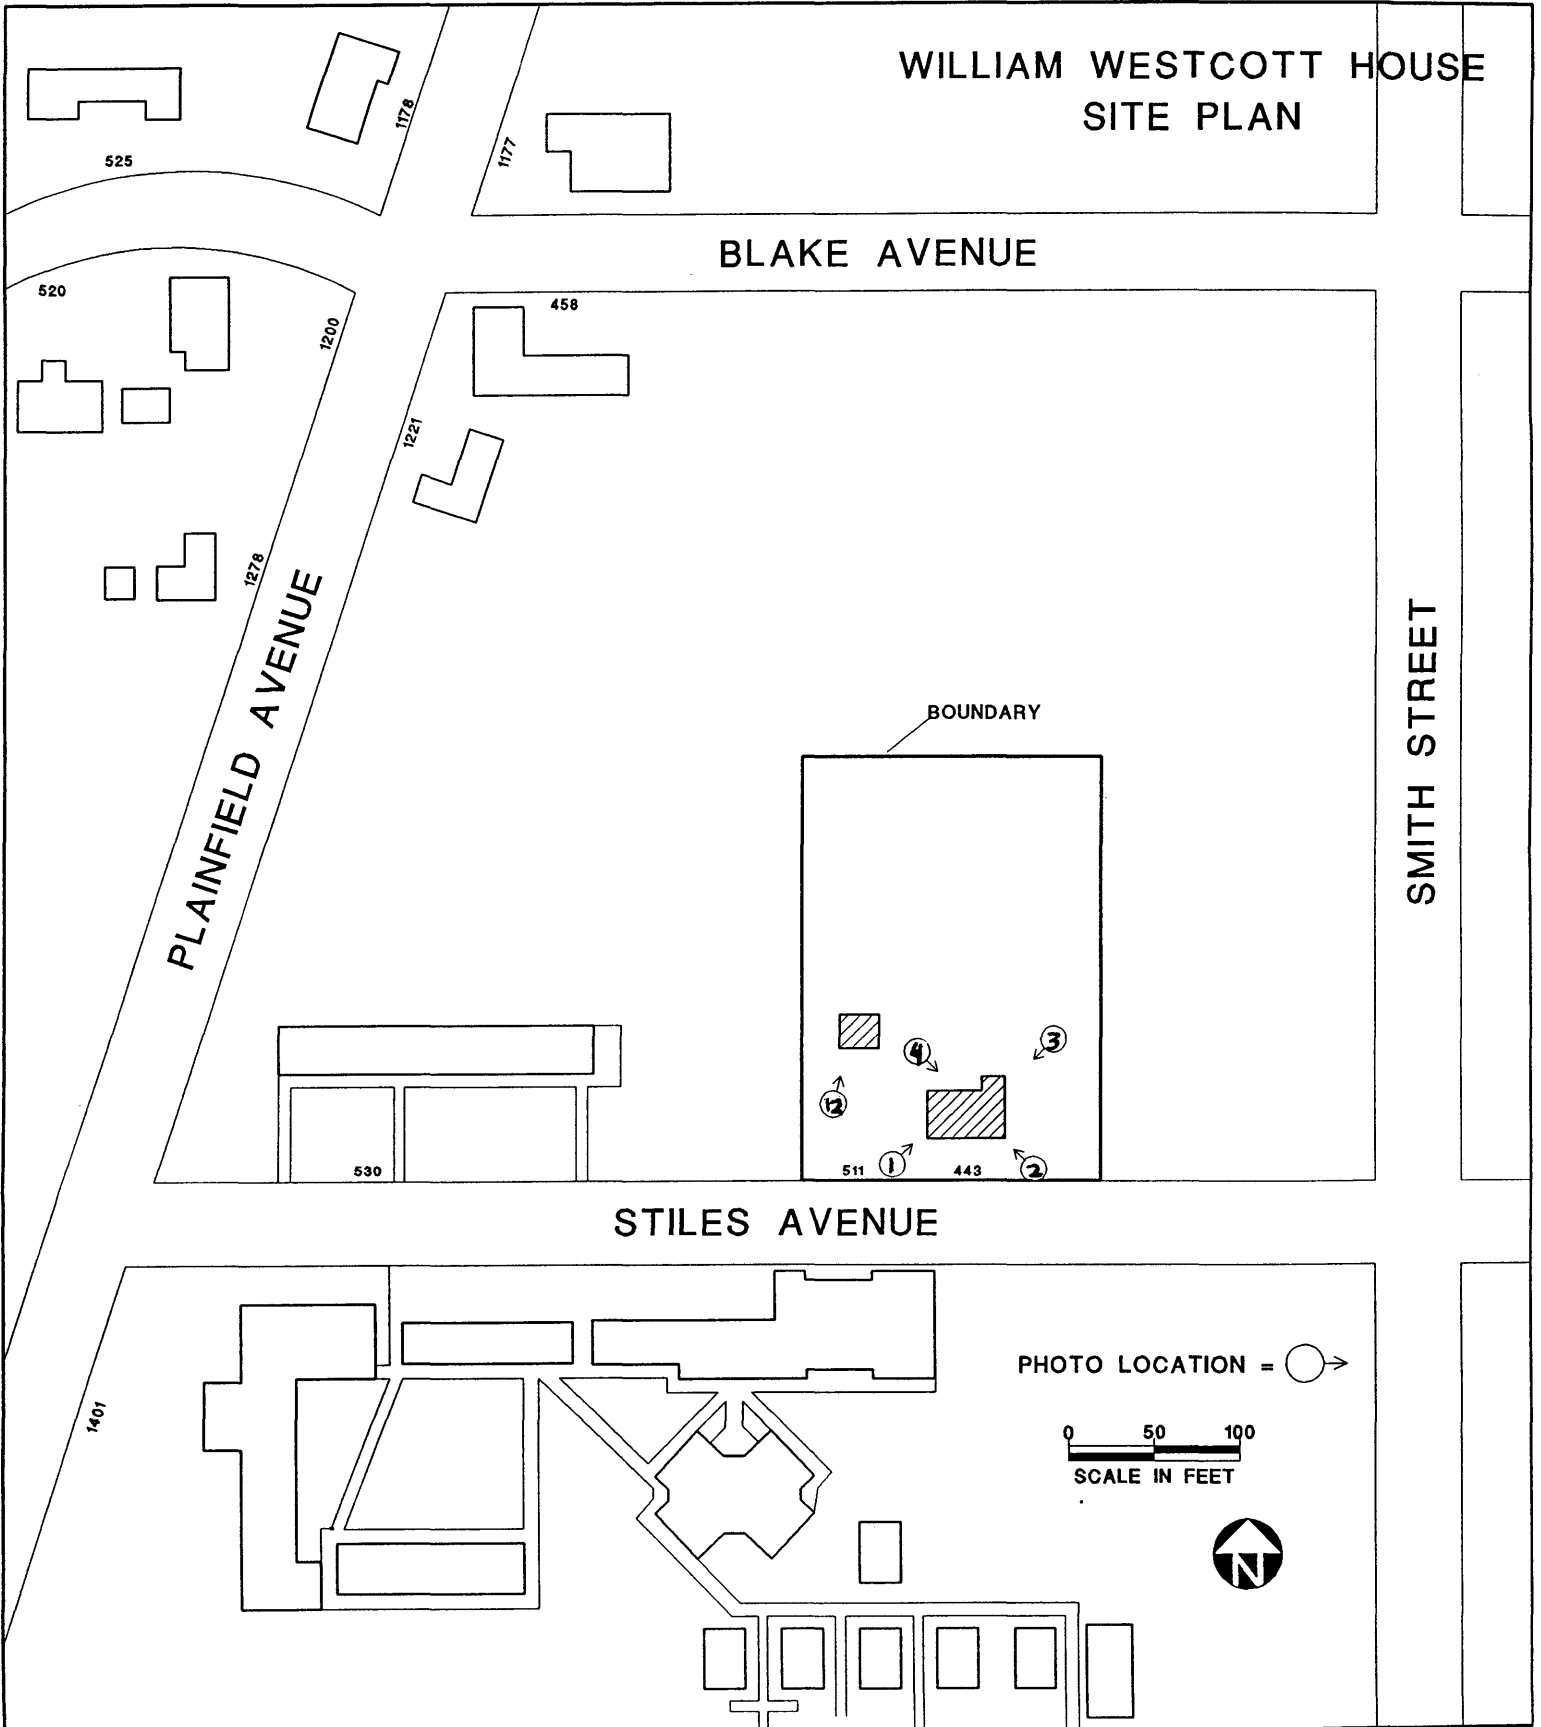 WILLIAM WESTCOTT HOUSE
SITE PLAN
1178
1177
525
BLAKE AVENUE
520
458
1200
1221
1278
PLAINFIELD AVENUE
SMITH STREET
BOUNDARY
4
3
12
1
2
530
511
443
STILES AVENUE
PHOTO LOCATION =
1401
0 50 100
SCALE IN FEET
N